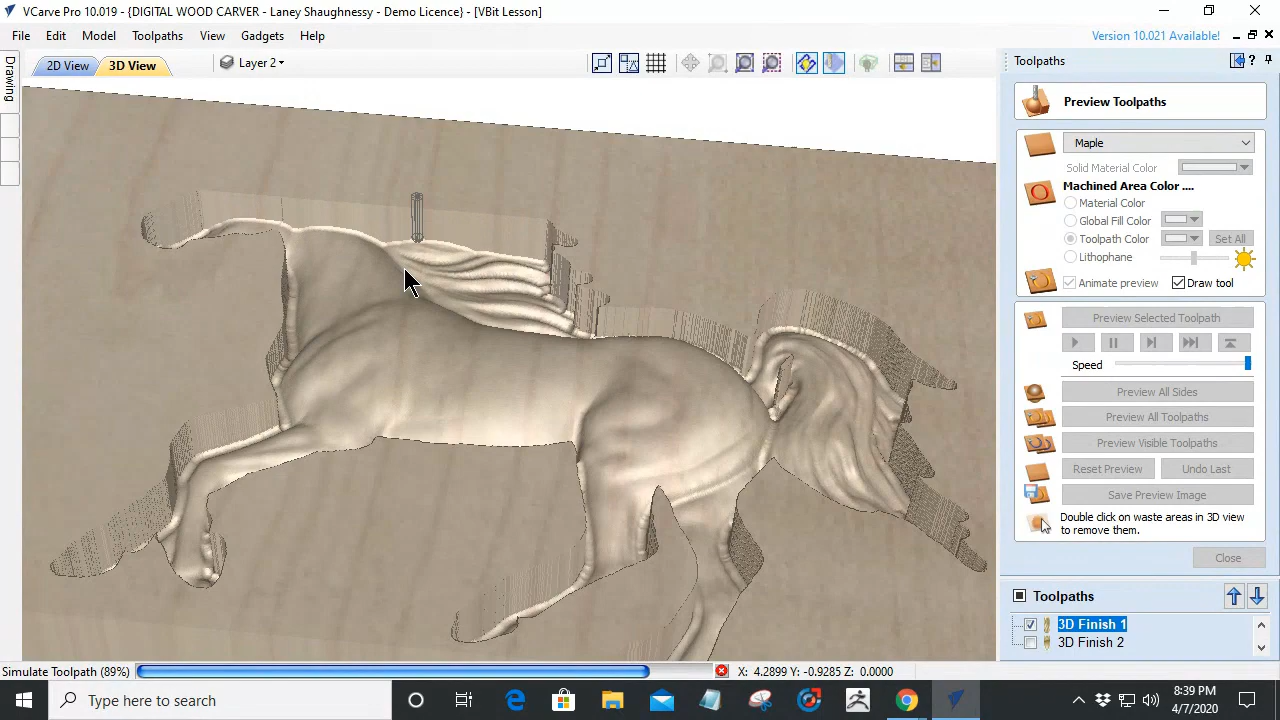 VCarve Pro 10.019 - {DIGITAL WOOD CARVER - Laney Shaughnessy - Demo Licence} - [VBit Lesson]
File Edit Model Toolpaths View Gadgets Help
Version 10.021 Available!
Drawing
2D View 3D View Layer 2
Toolpaths
Preview Toolpaths
Maple
Solid Material Color
Machined Area Color ....
Material Color
Global Fill Color
Toolpath Color Set All
Lithophane
Animate preview Draw tool
Preview Selected Toolpath
Speed
Preview All Sides
Preview All Toolpaths
Preview Visible Toolpaths
Reset Preview Undo Last
Save Preview Image
Double click on waste areas in 3D view
to remove them.
Close
Toolpaths
3D Finish 1
3D Finish 2
Simulate Toolpath (89%) X: 4.2899 Y: -0.9285 Z: 0.0000
Type here to search
8:39 PM
4/7/2020